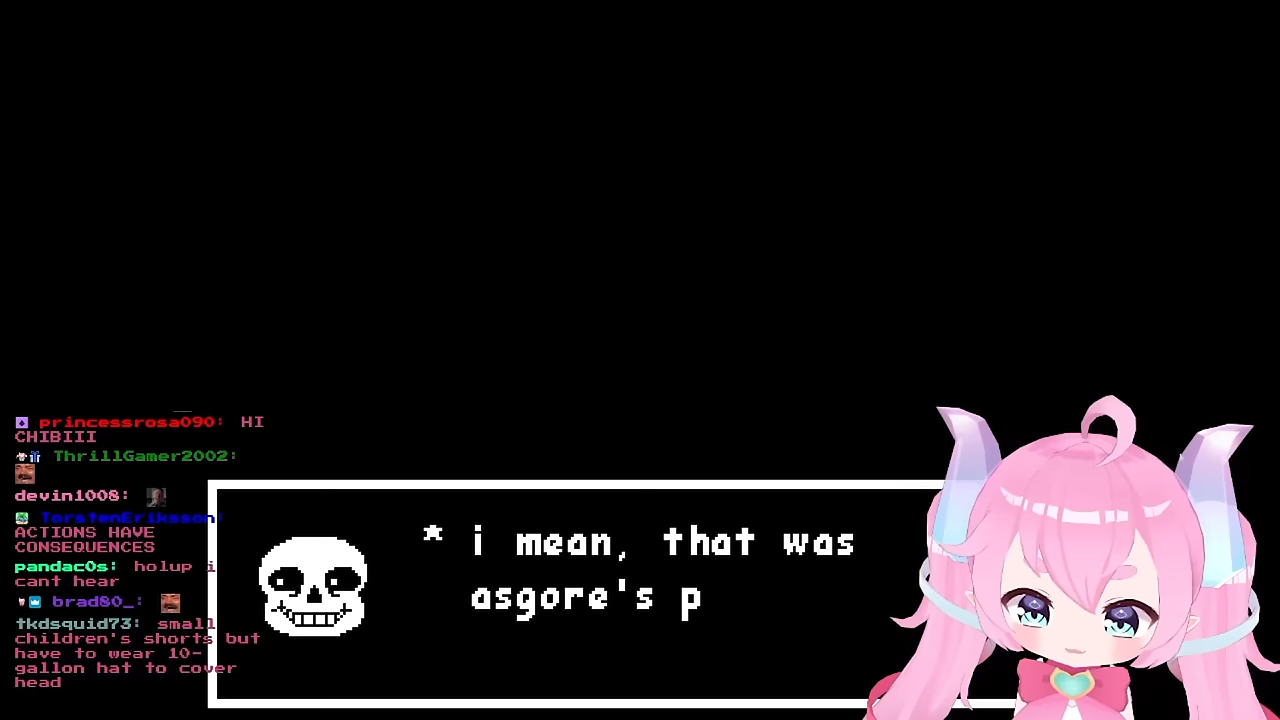 princessrosa090: HI
CHIBIII
ThrillGamer2002:
devin1008:
TorstenEriksson:
ACTIONS HAVE
CONSEQUENCES
pandac0s: holup i
cant hear
brad80_:
tkdsquid73: small
children's shorts but
have to wear 10-
gallon hat to cover
head
* i mean, that was
asgore's p